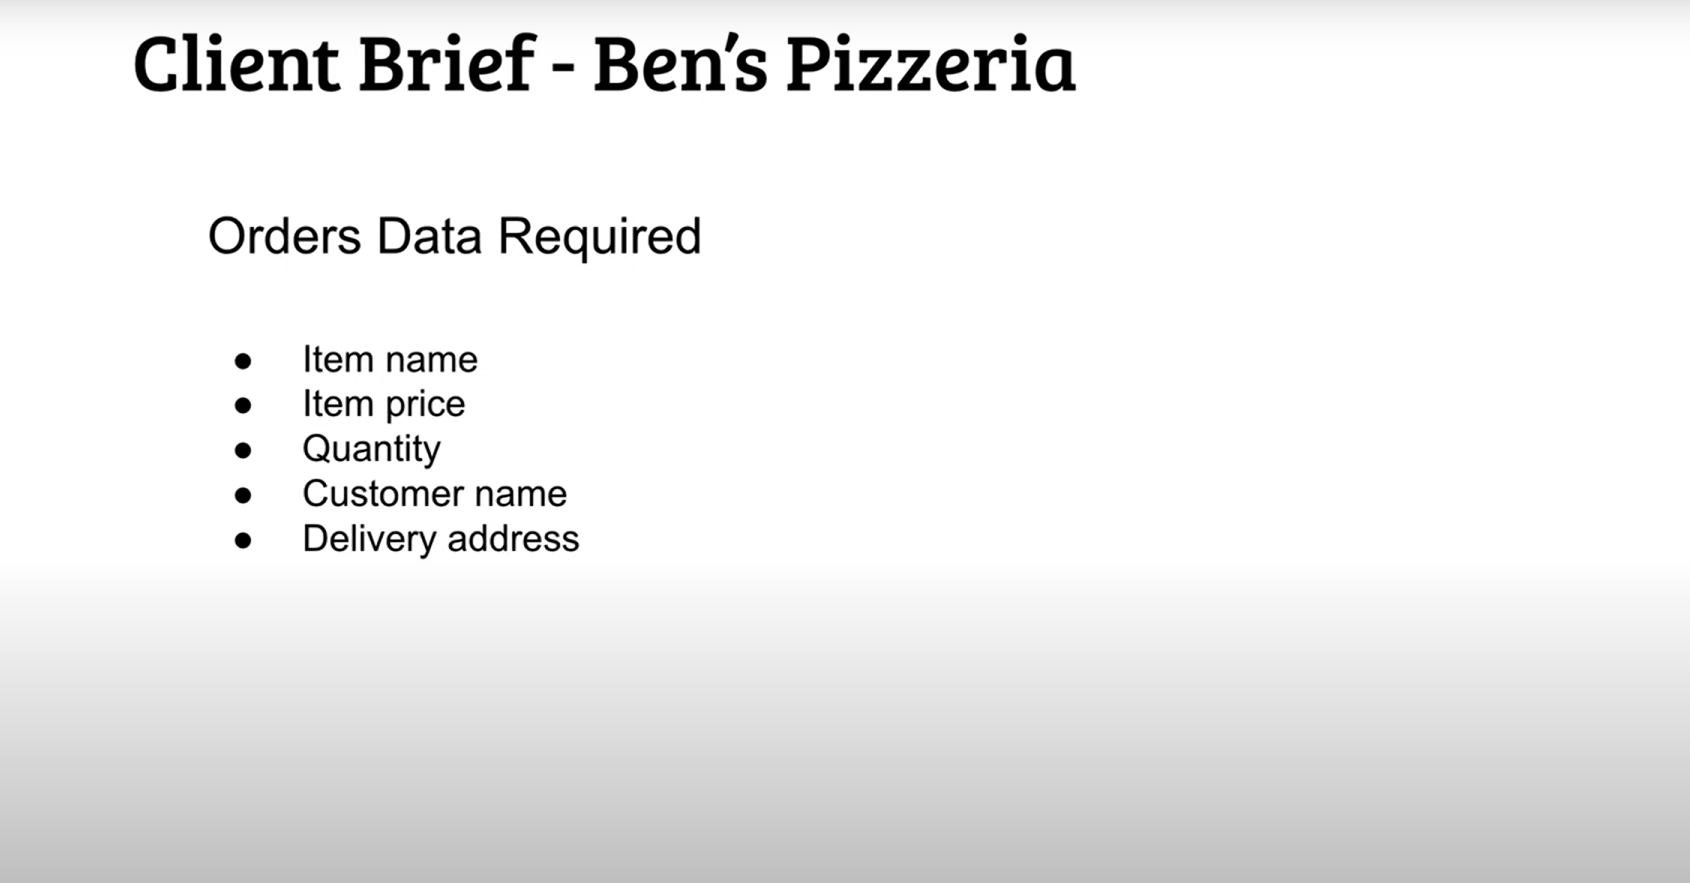 Client Brief - Ben’s Pizzeria
Orders Data Required
● Item name
● Item price
● Quantity
● Customer name
● Delivery address